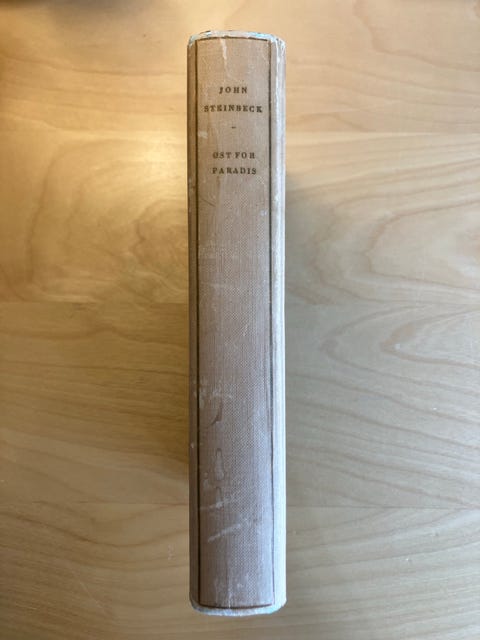 JOHN
STEINBECK
-
ØST FOR
PARADIS